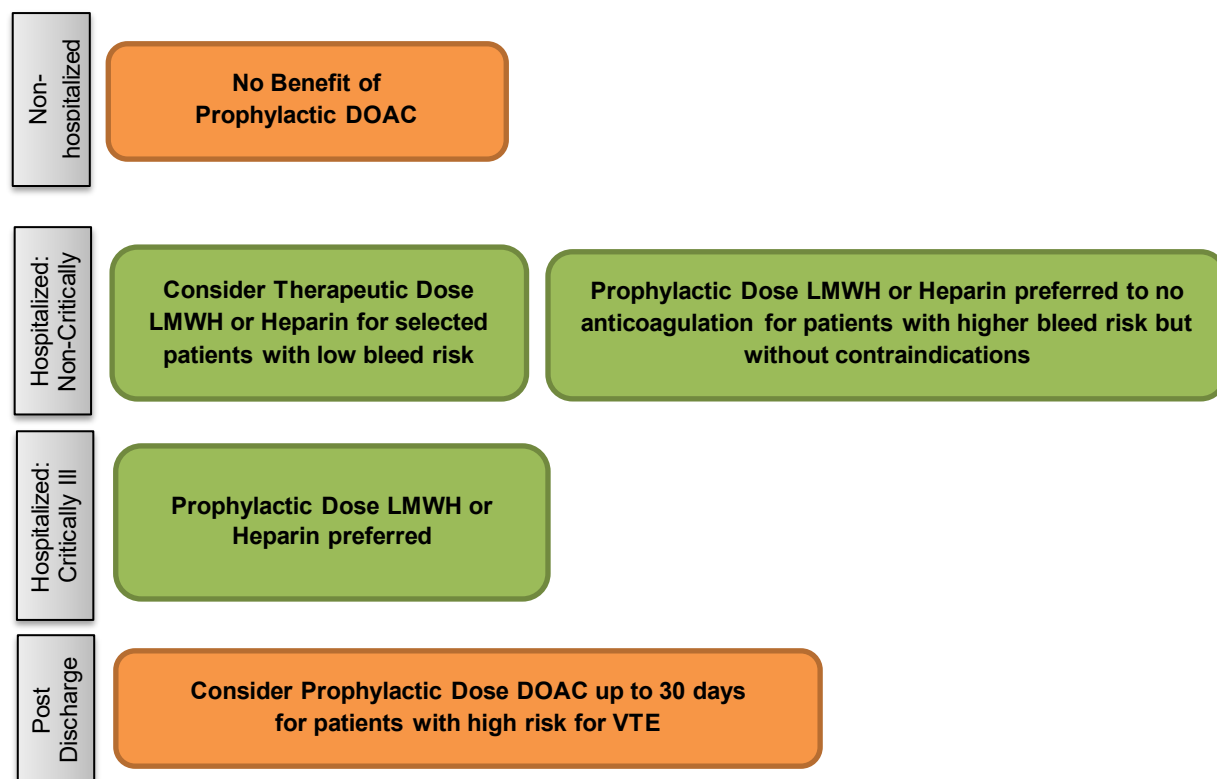 Non-
hospitalized
No Benefit of
Prophylactic DOAC
Hospitalized:
Non-Critically
Consider Therapeutic Dose
LMWH or Heparin for selected
patients with low bleed risk
Prophylactic Dose LMWH or Heparin preferred to no
anticoagulation for patients with higher bleed risk but
without contraindications
Hospitalized:
Critically Ill
Prophylactic Dose LMWH or
Heparin preferred
Post
Discharge
Consider Prophylactic Dose DOAC up to 30 days
for patients with high risk for VTE